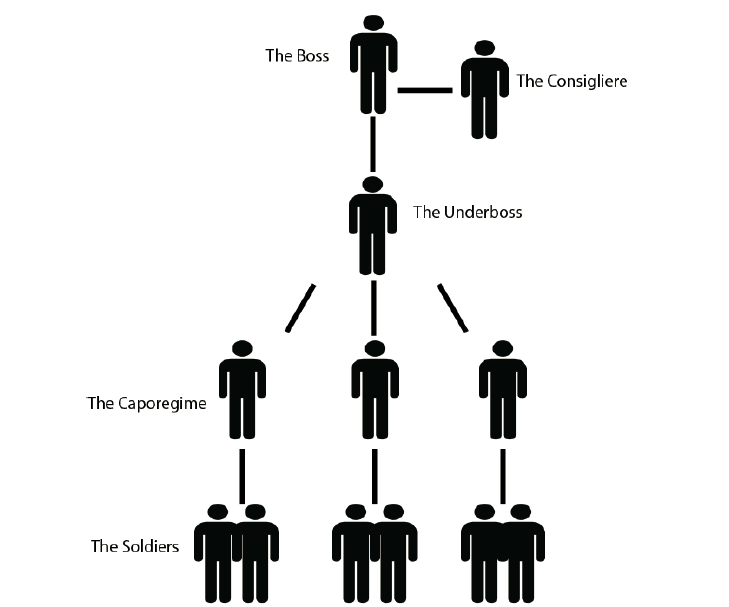 The Boss
The Consigliere
The Underboss
The Caporegime
The Soldiers